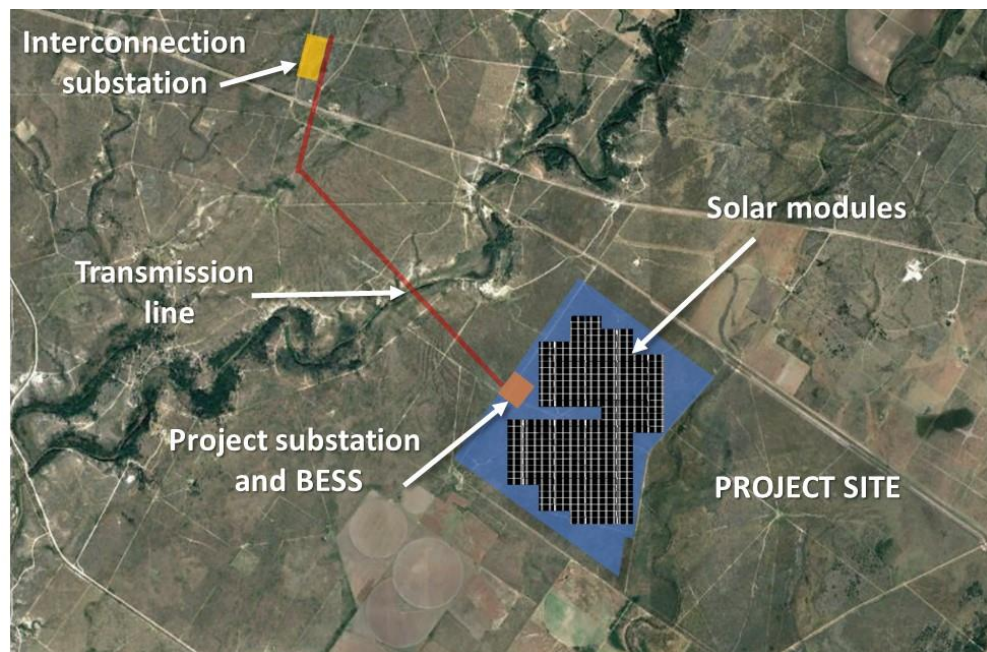 Interconnection
substation
Solar modules
Transmission
line
Project substation
and BESS
PROJECT SITE